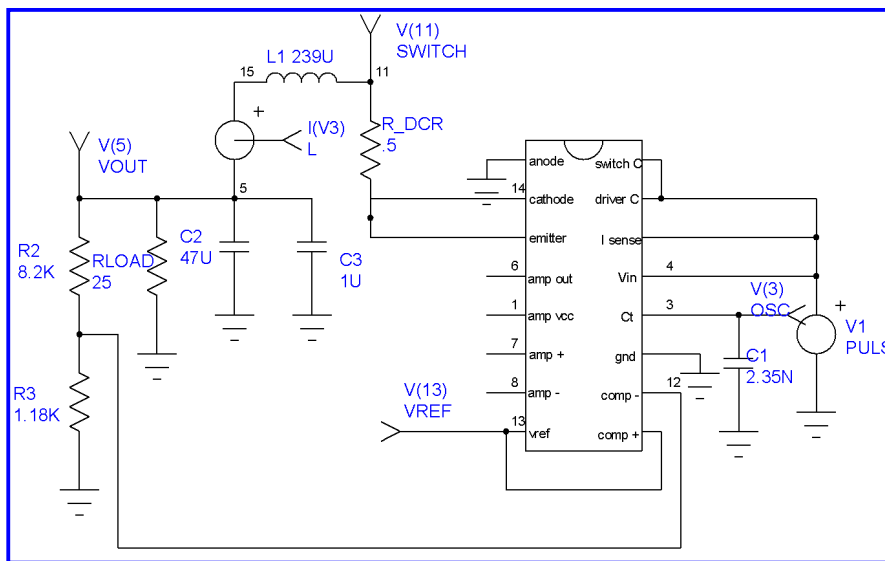 V(11)
SWITCH
L1 239U
15
11
+
I(V3)
L
R_DCR
.5
V(5)
VOUT
5
14
anode
cathode
emitter
6
amp out
1
amp vcc
7
amp +
8
amp -
13
vref
switch C
driver C
I sense
Vin
4
Ct
3
gnd
comp -
12
comp +
V(3)
OSC
+
V1
PULS
C1
2.35N
R2
8.2K
RLOAD
25
C2
47U
C3
1U
R3
1.18K
V(13)
VREF